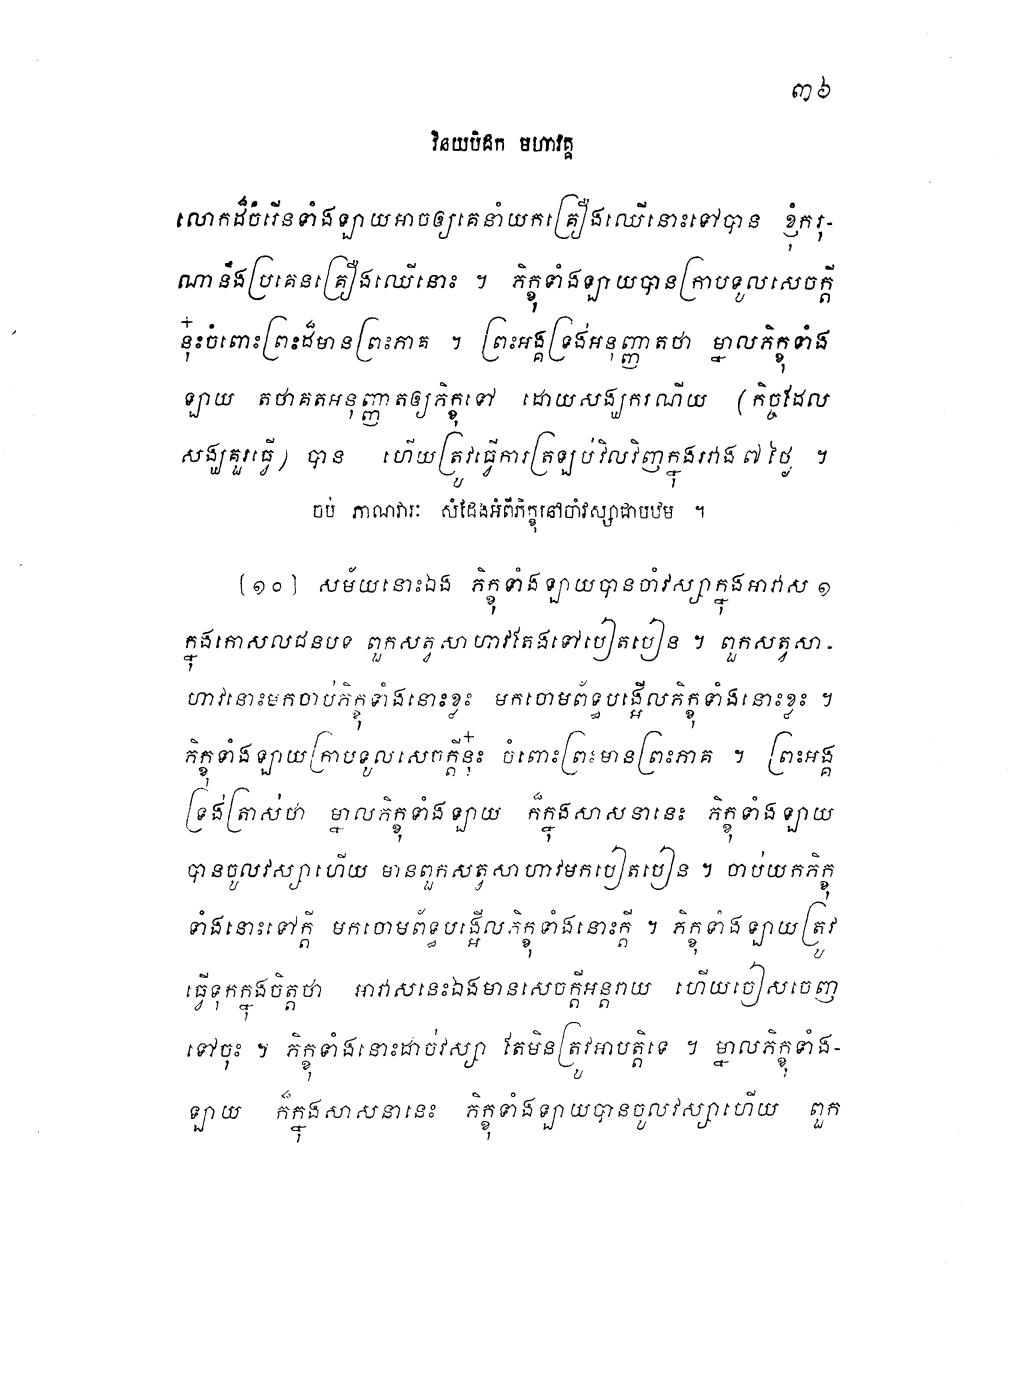 ៣៦
វិនយបិដក មហាវគ្គ
លោកដ៏ចំរើនទាំងឡាយអាចឲ្យគេនាំយកគ្រឿងឈើនោះទៅបាន ខ្ញុំករុ-
ណានឹងប្រគេនគ្រឿងឈើនោះ ។ ភិក្ខុទាំងឡាយបានក្រាបទូលសេចក្តី
នុ៎ះចំពោះព្រះដ៏មានព្រះភាគ ។ ព្រះអង្គទ្រង់អនុញ្ញាតថា ម្នាលភិក្ខុទាំង
ឡាយ តថាគតអនុញ្ញាតឲ្យភិក្ខុទៅ ដោយសង្ឃករណីយ (កិច្ចដែល
សង្ឃគួរធ្វើ) បាន ហើយត្រូវធ្វើការត្រឡប់វិលវិញក្នុងរវាង ៧ ថ្ងៃ ។
ចប់ ភាណវារៈ សំដែងអំពីភិក្ខុនៅចាំវស្សាជាបឋម ។
(១០) សម័យនោះឯង ភិក្ខុទាំងឡាយបានចាំវស្សាក្នុងអាវាស ១
ក្នុងកោសលជនបទ ពួកសត្វសាហាវតែងទៅបៀតបៀន ។ ពួកសត្វសា-
ហាវនោះមកចាប់ភិក្ខុទាំងនោះខ្លះ មកចោមព័ទ្ធបង្អើលភិក្ខុទាំងនោះខ្លះ ។
ភិក្ខុទាំងឡាយក្រាបទូលសេចក្តីនុ៎ះ ចំពោះព្រះមានព្រះភាគ ។ ព្រះអង្គ
ទ្រង់ត្រាស់ថា ម្នាលភិក្ខុទាំងឡាយ ក៏ក្នុងសាសនានេះ ភិក្ខុទាំងឡាយ
បានចូលវស្សាហើយ មានពួកសត្វសាហាវមកបៀតបៀន ។ ចាប់យកភិក្ខុ
ទាំងនោះទៅក្តី មកចោមព័ទ្ធបង្អើលភិក្ខុទាំងនោះក្តី ។ ភិក្ខុទាំងឡាយត្រូវ
ធ្វើទុកក្នុងចិត្តថា អាវាសនេះឯងមានសេចក្តីអន្តរាយ ហើយចៀសចេញ
ទៅចុះ ។ ភិក្ខុទាំងនោះដាច់វស្សា តែមិនត្រូវអាបត្តិទេ ។ ម្នាលភិក្ខុទាំង-
ឡាយ ក៏ក្នុងសាសនានេះ ភិក្ខុទាំងឡាយបានចូលវស្សាហើយ ពួក